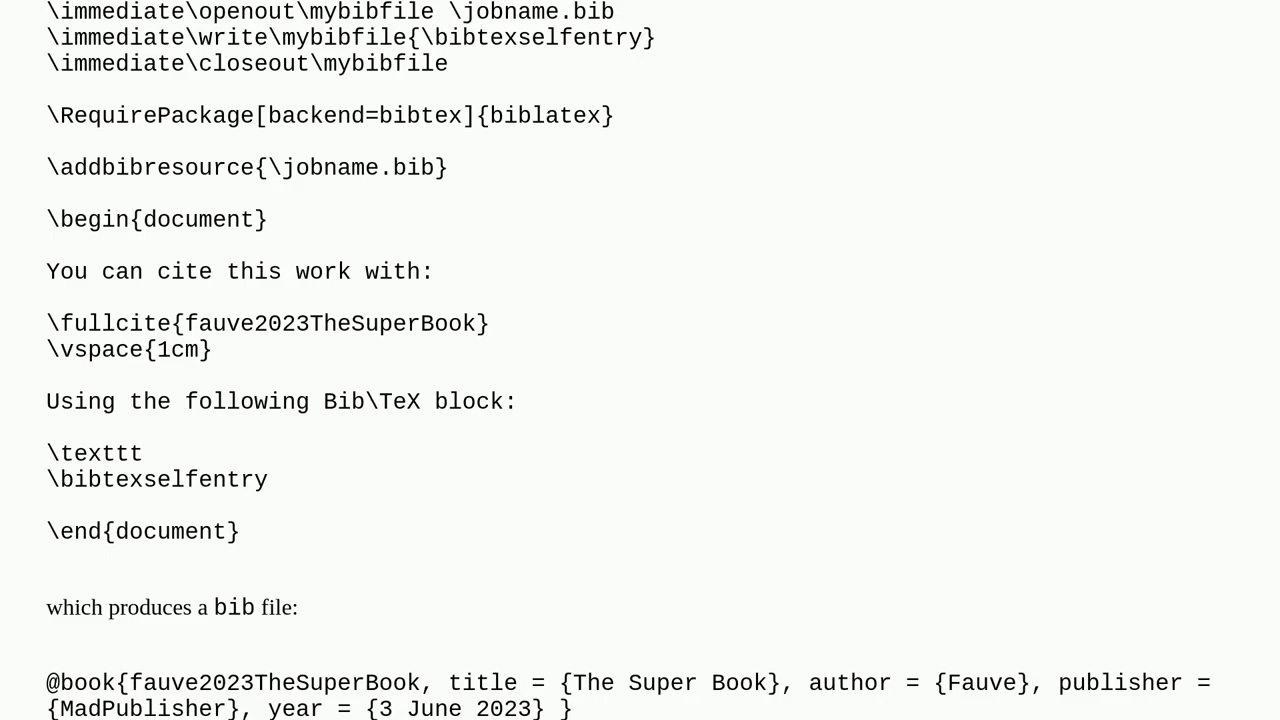 \immediate\openout\mybibfile \jobname.bib
\immediate\write\mybibfile{\bibtexselfentry}
\immediate\closeout\mybibfile
\RequirePackage[backend=bibtex]{biblatex}
\addbibresource{\jobname.bib}
\begin{document}
You can cite this work with:
\fullcite{fauve2023TheSuperBook}
\vspace{1cm}
Using the following Bib\TeX block:
\texttt
\bibtexselfentry
\end{document}
which produces a bib file:
@book{fauve2023TheSuperBook, title = {The Super Book}, author = {Fauve}, publisher =
{MadPublisher}, year = {3 June 2023} }